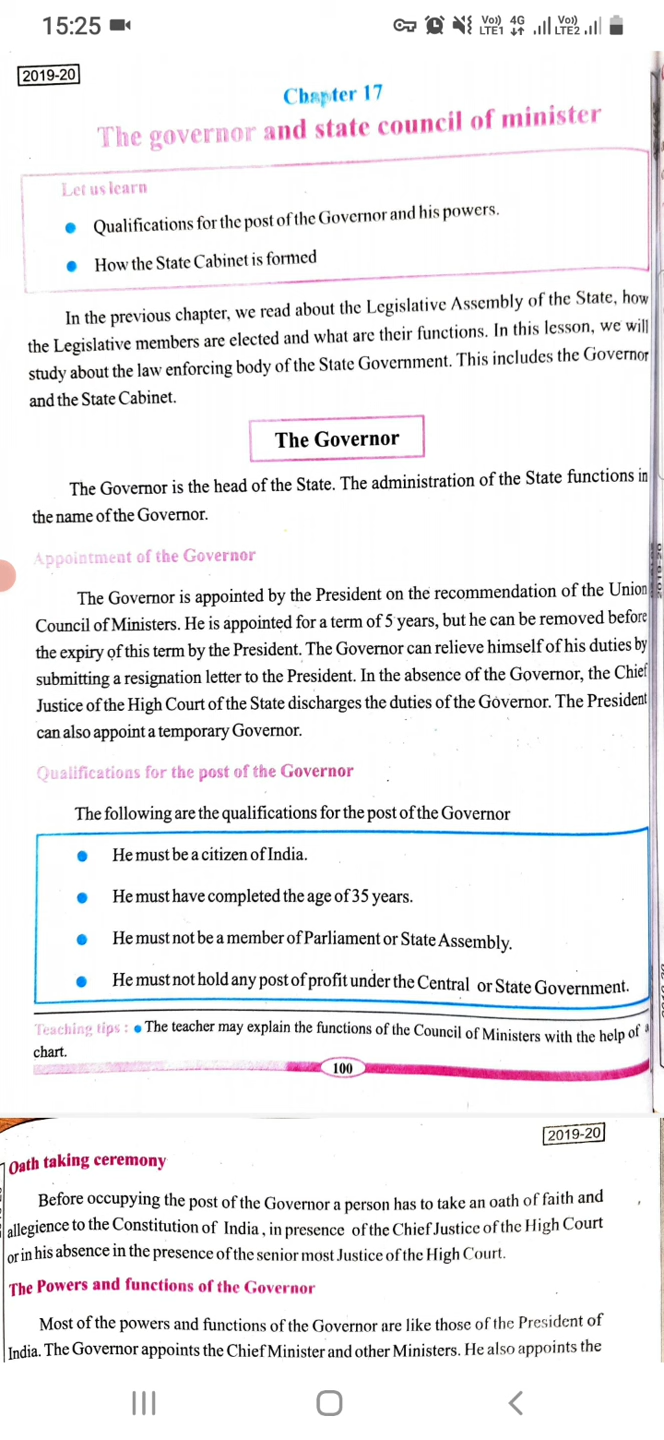 15:25
Vo)) 4G Vo))
LTE1 LTE2
2019-20
Chapter 17
The governor and state council of minister
Let us learn
Qualifications for the post of the Governor and his powers.
How the State Cabinet is formed
In the previous chapter, we read about the Legislative Assembly of the State, how
the Legislative members are elected and what are their functions. In this lesson, we will
study about the law enforcing body of the State Government. This includes the Governor
and the State Cabinet.
The Governor
The Governor is the head of the State. The administration of the State functions in
the name of the Governor.
Appointment of the Governor
The Governor is appointed by the President on the recommendation of the Union
Council of Ministers. He is appointed for a term of 5 years, but he can be removed before
the expiry of this term by the President. The Governor can relieve himself of his duties by
submitting a resignation letter to the President. In the absence of the Governor, the Chief
Justice of the High Court of the State discharges the duties of the Governor. The President
can also appoint a temporary Governor.
Qualifications for the post of the Governor
The following are the qualifications for the post of the Governor
He must be a citizen of India.
He must have completed the age of 35 years.
He must not be a member of Parliament or State Assembly.
He must not hold any post of profit under the Central or State Government.
Teaching tips : • The teacher may explain the functions of the Council of Ministers with the help of a
chart.
100
2019-20
2019-20
Oath taking ceremony
Before occupying the post of the Governor a person has to take an oath of faith and
allegience to the Constitution of India, in presence of the Chief Justice of the High Court
or in his absence in the presence of the senior most Justice of the High Court.
The Powers and functions of the Governor
Most of the powers and functions of the Governor are like those of the President of
India. The Governor appoints the Chief Minister and other Ministers. He also appoints the